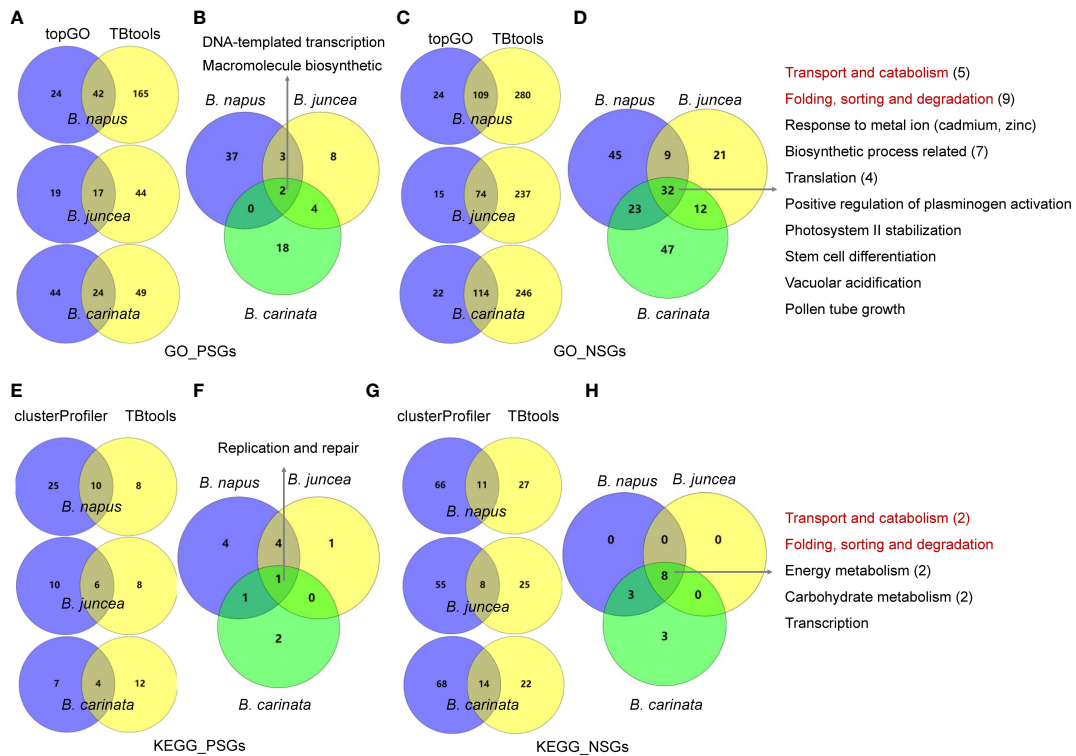 A
topGO TBtools
24 42 165
B. napus
19 17 44
B. juncea
44 24 49
B. carinata
B
DNA-templated transcription
Macromolecule biosynthetic
B. napus B. juncea
37 3 8
2
0 4
18
B. carinata
GO_PSGs
C
topGO TBtools
24 109 280
B. napus
15 74 237
B. juncea
22 114 246
B. carinata
D
B. napus B. juncea
45 9 21
32
23 12
47
B. carinata
Transport and catabolism (5)
Folding, sorting and degradation (9)
Response to metal ion (cadmium, zinc)
Biosynthetic process related (7)
Translation (4)
Positive regulation of plasminogen activation
Photosystem II stabilization
Stem cell differentiation
Vacuolar acidification
Pollen tube growth
GO_NSGs
E
clusterProfiler TBtools
25 10 8
B. napus
10 6 8
B. juncea
7 4 12
B. carinata
F
Replication and repair
B. napus B. juncea
4 4 1
1
1 0
2
B. carinata
KEGG_PSGs
G
clusterProfiler TBtools
66 11 27
B. napus
55 8 25
B. juncea
68 14 22
B. carinata
H
B. napus B. juncea
0 0 0
8
3 0
3
B. carinata
Transport and catabolism (2)
Folding, sorting and degradation
Energy metabolism (2)
Carbohydrate metabolism (2)
Transcription
KEGG_NSGs